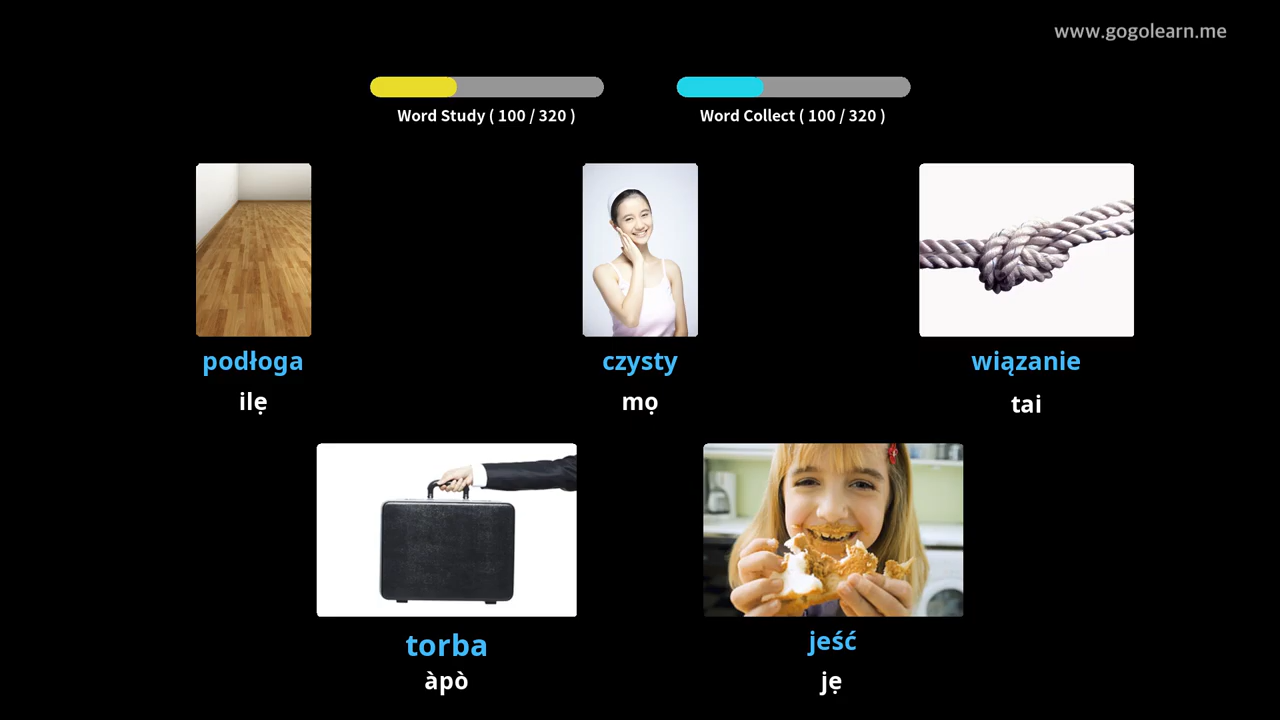 www.gogolearn.me
Word Study ( 100 / 320 )
Word Collect ( 100 / 320 )
podłoga
ilẹ
czysty
mọ
wiązanie
tai
torba
àpò
jeść
jẹ